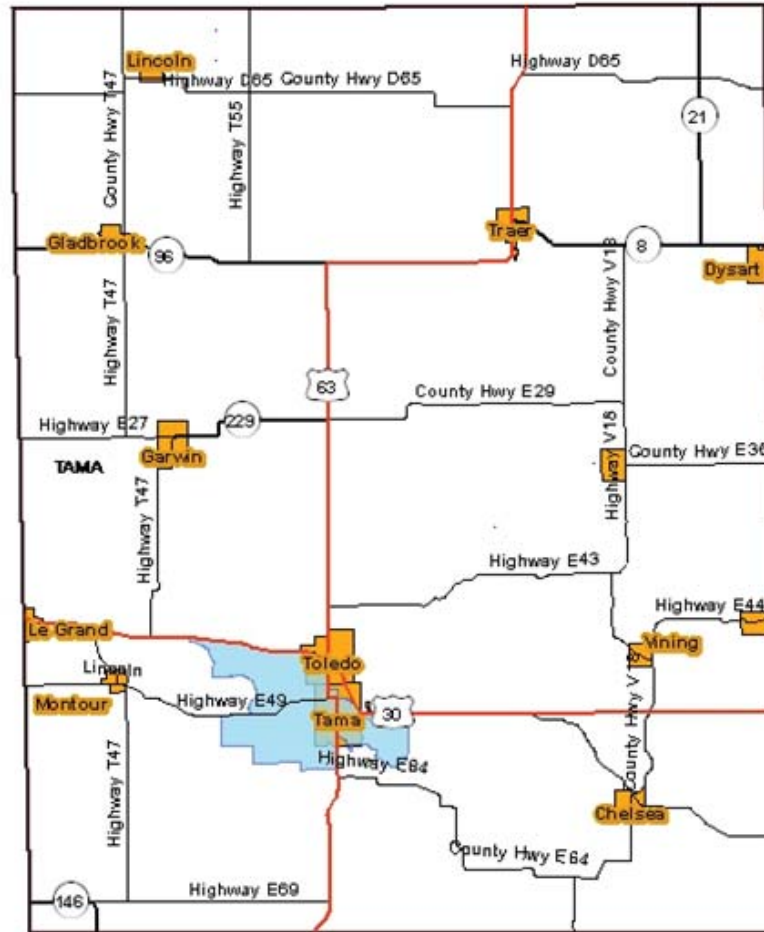 Lincoln
Highway D65
County Hwy D65
Highway D65
County Hwy T47
Highway T55
21
Gladbrook
96
Traer
8
Dysart
Highway T47
County Hwy V18
63
County Hwy E29
Highway E27
229
Garwin
TAMA
Highway V18
County Hwy E36
Highway T47
Highway E43
Le Grand
Highway E44
Toledo
Vining
Lincoln
Montour
Highway E49
Tama
30
County Hwy V
Highway E64
Highway T47
Chelsea
County Hwy E64
146
Highway E69